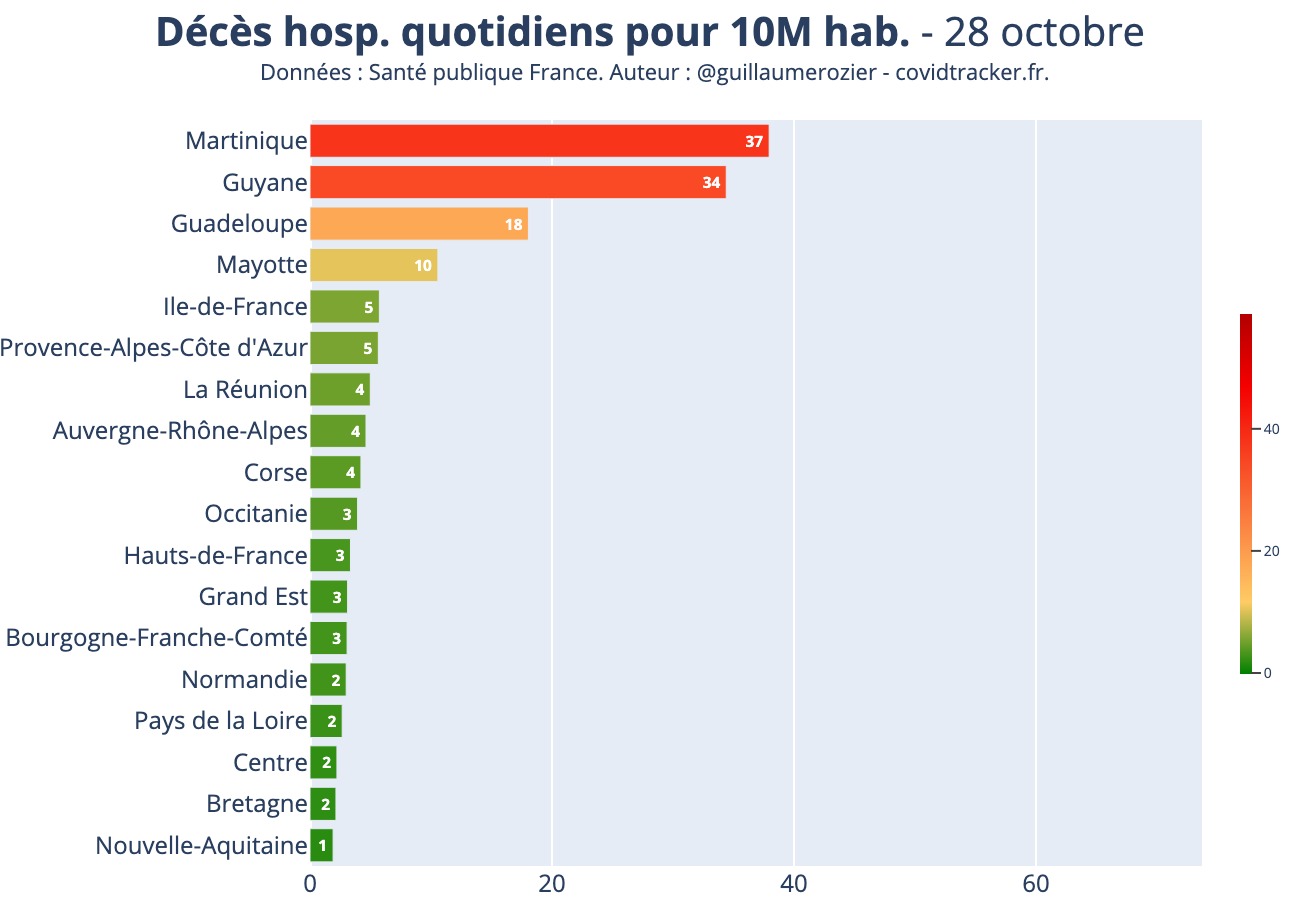 Décès hosp. quotidiens pour 10M hab. - 28 octobre
Données : Santé publique France. Auteur : @guillaumerozier - covidtracker.fr.
Martinique 37
Guyane 34
Guadeloupe 18
Mayotte 10
Ile-de-France 5
Provence-Alpes-Côte d'Azur 5
La Réunion 4
Auvergne-Rhône-Alpes 4
Corse 4
Occitanie 3
Hauts-de-France 3
Grand Est 3
Bourgogne-Franche-Comté 3
Normandie 2
Pays de la Loire 2
Centre 2
Bretagne 2
Nouvelle-Aquitaine 1
0 20 40 60
40
20
0